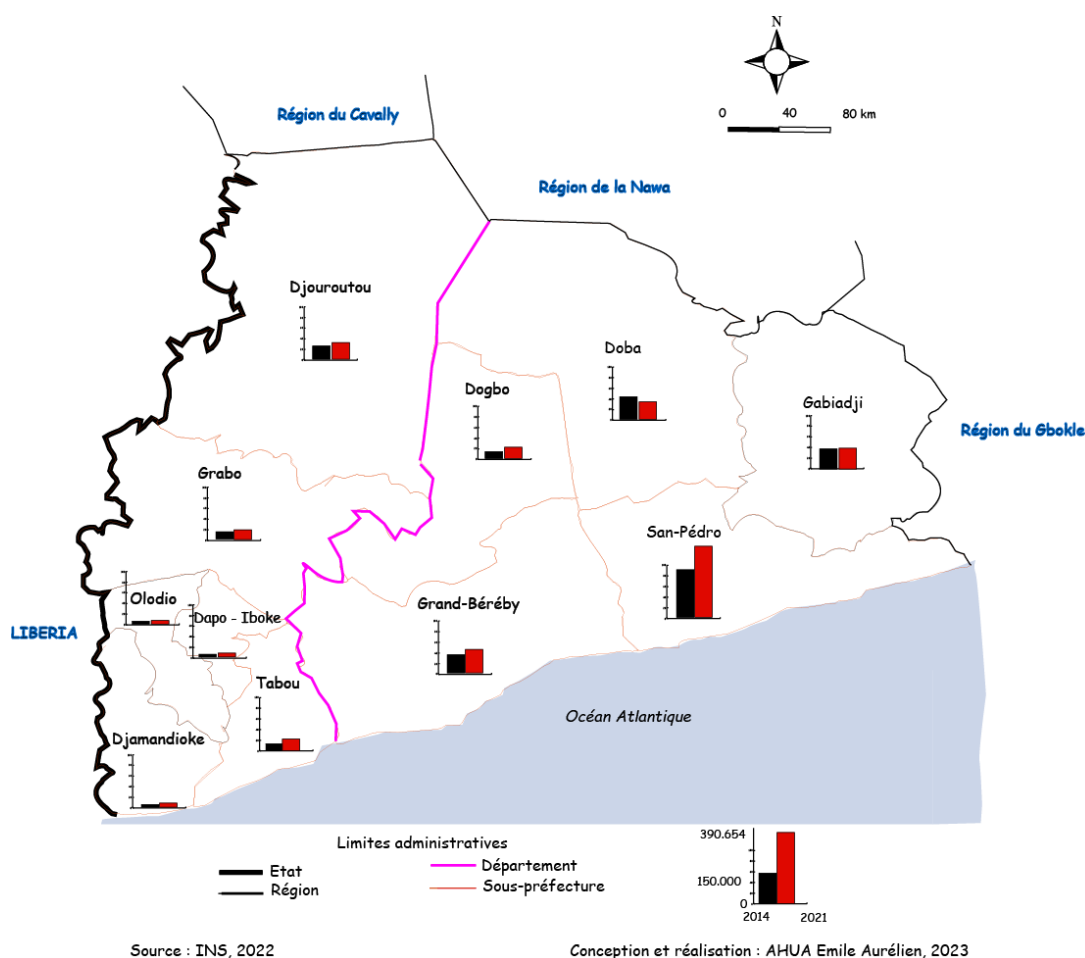 N
0 40 80 km
Région du Cavally
Région de la Nawa
Djouroutou
Doba
Dogbo
Gabiadji
Région du Gbokle
Grabo
San-Pédro
Olodio
Dapo - Iboke
Grand-Béréby
LIBERIA
Tabou
Océan Atlantique
Djamandioke
Limites administratives
Etat
Région
Département
Sous-préfecture
390.654
150.000
0
2014 2021
Source : INS, 2022
Conception et réalisation : AHUA Emile Aurélien, 2023